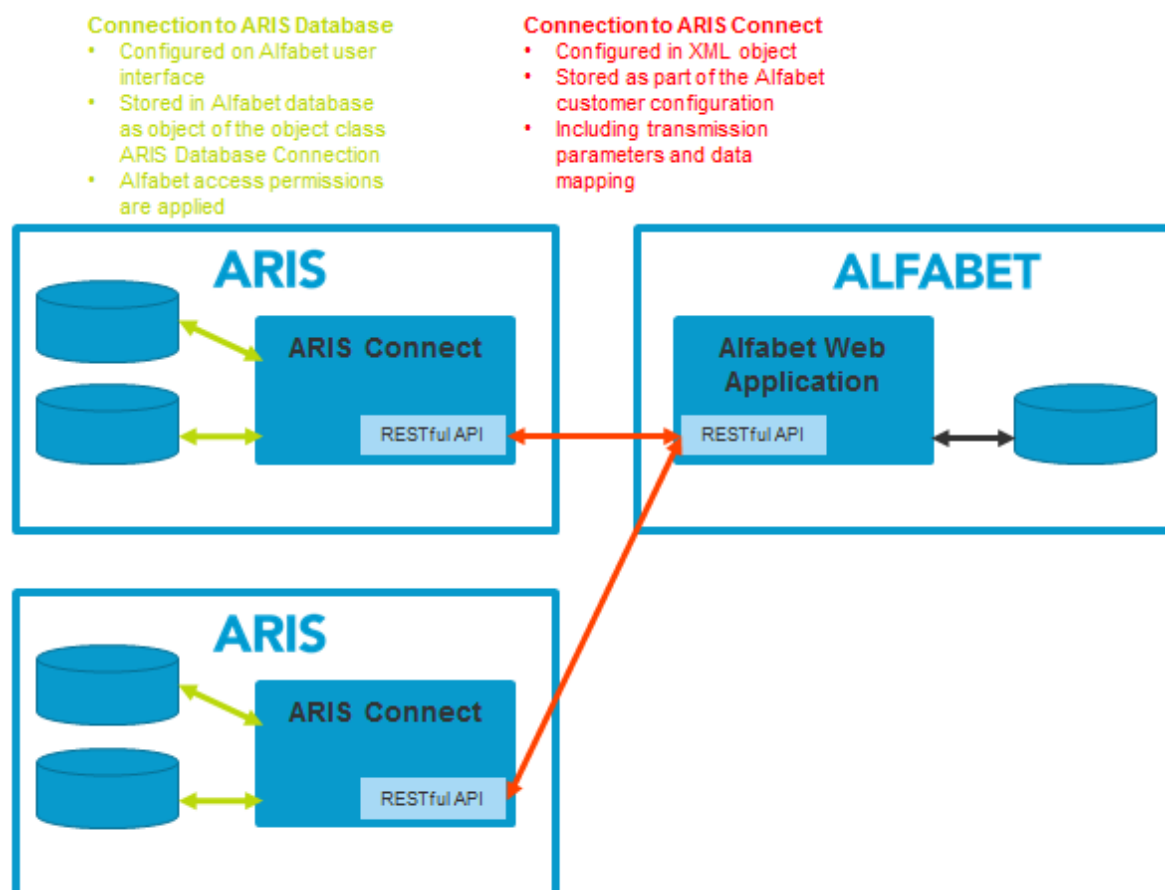 Connection to ARIS Database
• Configured on Alfabet user
interface
• Stored in Alfabet database
as object of the object class
ARIS Database Connection
• Alfabet access permissions
are applied
Connection to ARIS Connect
• Configured in XML object
• Stored as part of the Alfabet
customer configuration
• Including transmission
parameters and data
mapping
ARIS
ARIS Connect
RESTful API
ALFABET
Alfabet Web
Application
RESTful API
ARIS
ARIS Connect
RESTful API